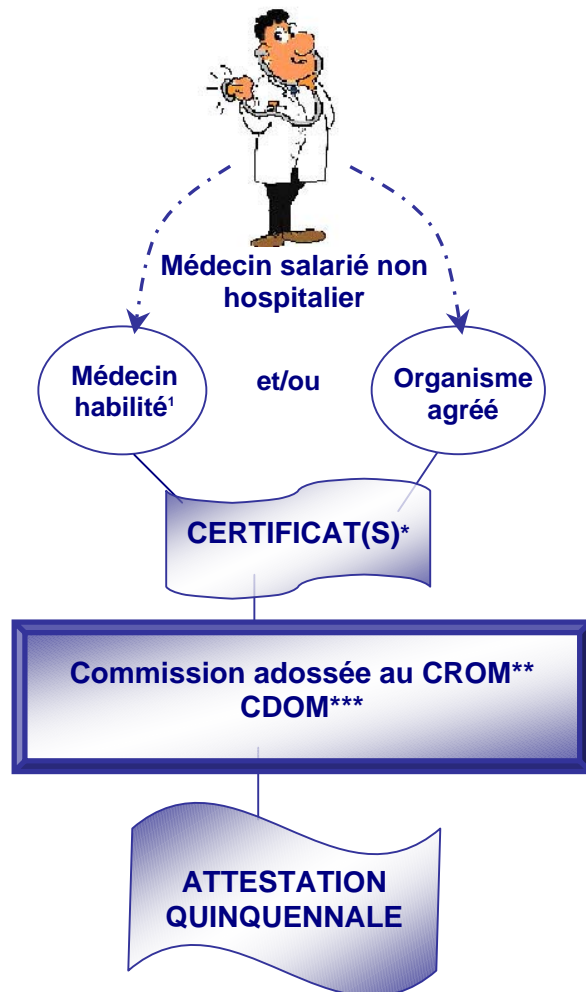 Médecin salarié non
hospitalier
Médecin
habilité¹
et/ou
Organisme
agréé
CERTIFICAT(S)*
Commission adossée au CROM**
CDOM***
ATTESTATION
QUINQUENNALE